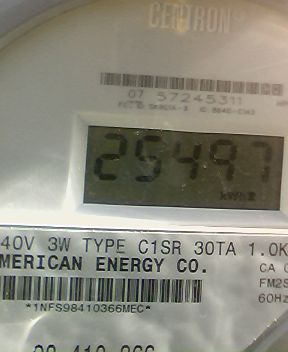 CENTRON
07 57245311
25497
kWh
40V 3W TYPE C1SR 30TA 1.0K
MERICAN ENERGY CO.
CA 0
FM2S
60Hz
*1NFS98410366MEC*